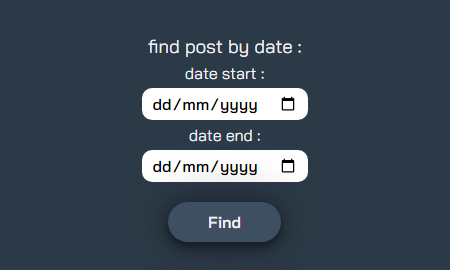 find post by date :
date start :
dd/mm/yyyy
date end :
dd/mm/yyyy
Find